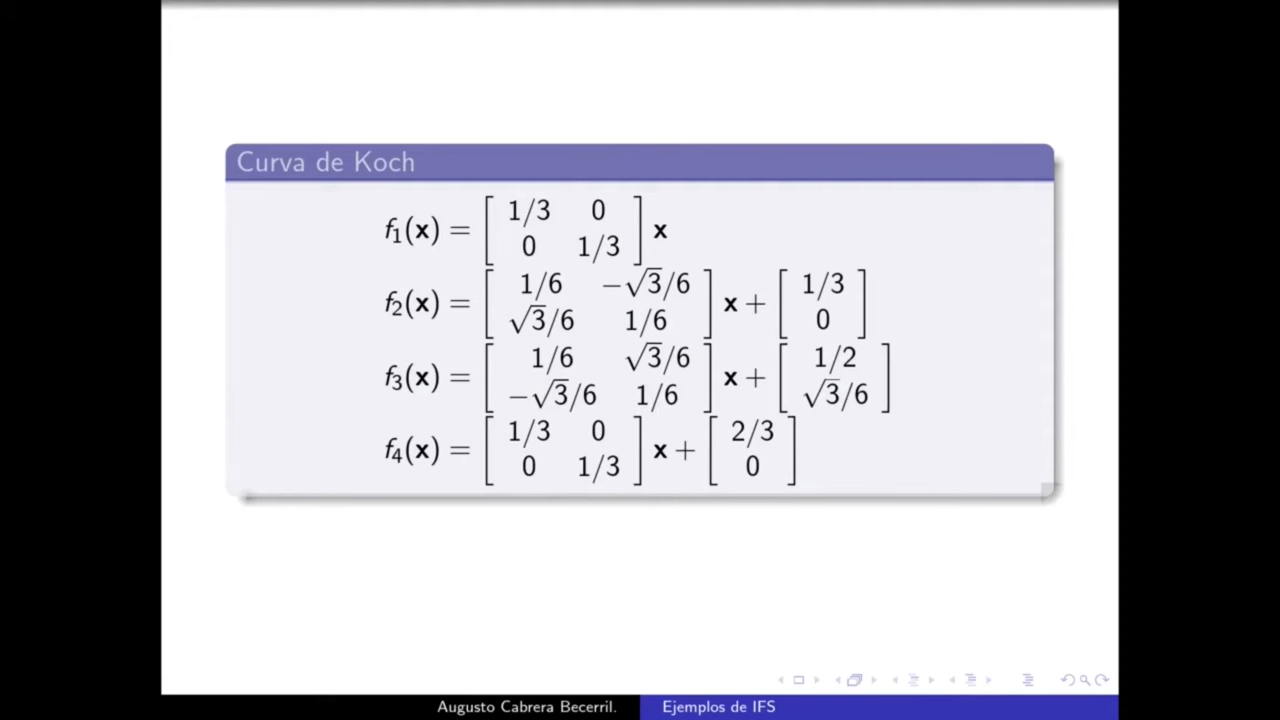 Curva de Koch
f₁(x) = [ 1/3 0 ; 0 1/3 ] x
f₂(x) = [ 1/6 −√3/6 ; √3/6 1/6 ] x + [ 1/3 ; 0 ]
f₃(x) = [ 1/6 √3/6 ; −√3/6 1/6 ] x + [ 1/2 ; √3/6 ]
f₄(x) = [ 1/3 0 ; 0 1/3 ] x + [ 2/3 ; 0 ]
Augusto Cabrera Becerril. Ejemplos de IFS